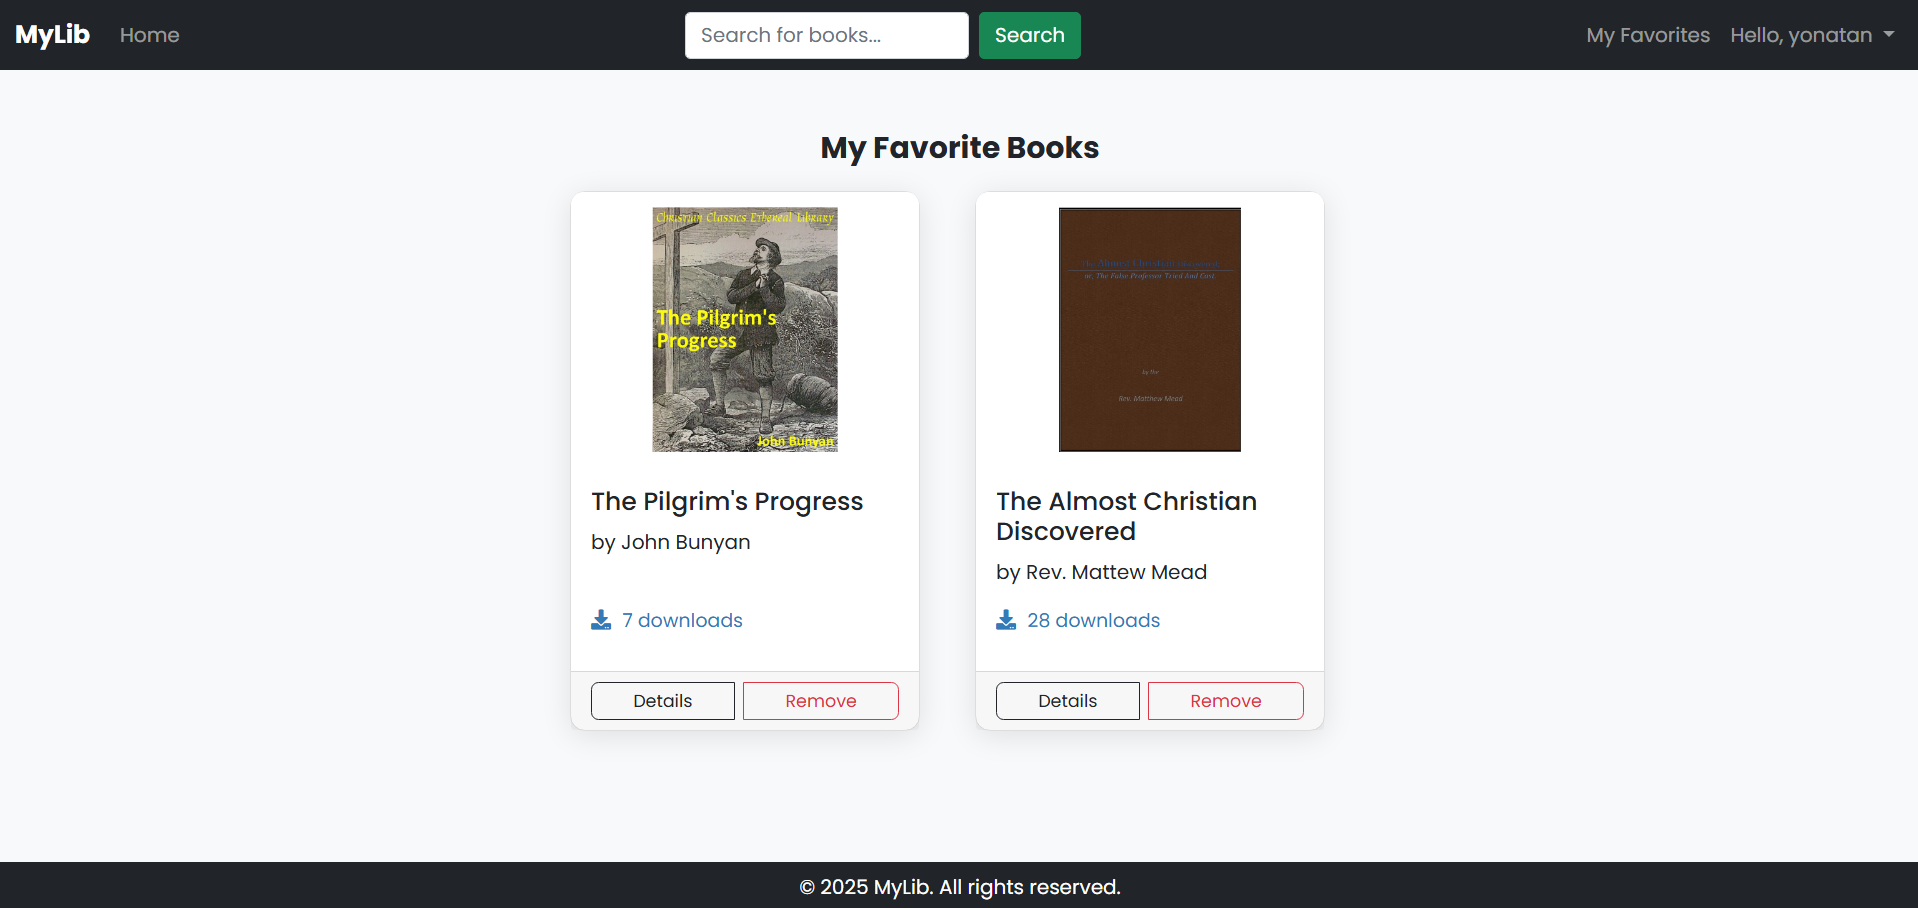 MyLib Home Search for books... Search My Favorites Hello, yonatan
My Favorite Books
Christian Classics Ethereal Library
The Pilgrim's
Progress
John Bunyan
The Pilgrim's Progress
by John Bunyan
7 downloads
Details Remove
The Almost Christian Discovered
or, The False Professor Tried And Cast
by the
Rev. Matthew Mead
The Almost Christian
Discovered
by Rev. Mattew Mead
28 downloads
Details Remove
© 2025 MyLib. All rights reserved.